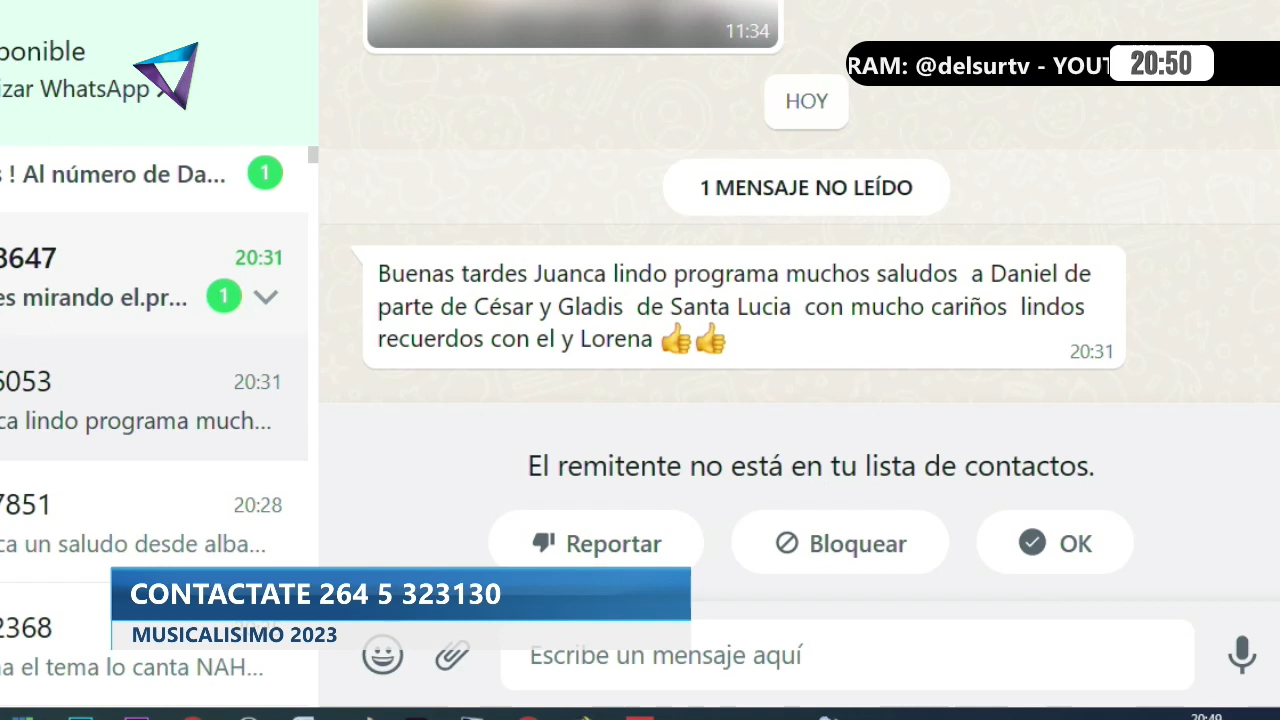 ponible
izar WhatsApp
11:34
RAM: @delsurtv - YOUT
20:50
HOY
s ! Al número de Da... 1
1 MENSAJE NO LEÍDO
3647 20:31
es mirando el.pr... 1
Buenas tardes Juanca lindo programa muchos saludos a Daniel de
parte de César y Gladis de Santa Lucia con mucho cariños lindos
recuerdos con el y Lorena 👍👍
20:31
5053 20:31
ca lindo programa much...
El remitente no está en tu lista de contactos.
7851 20:28
ca un saludo desde alba...
Reportar
Bloquear
OK
CONTACTATE 264 5 323130
MUSICALISIMO 2023
2368
na el tema lo canta NAH...
Escribe un mensaje aquí
20:49